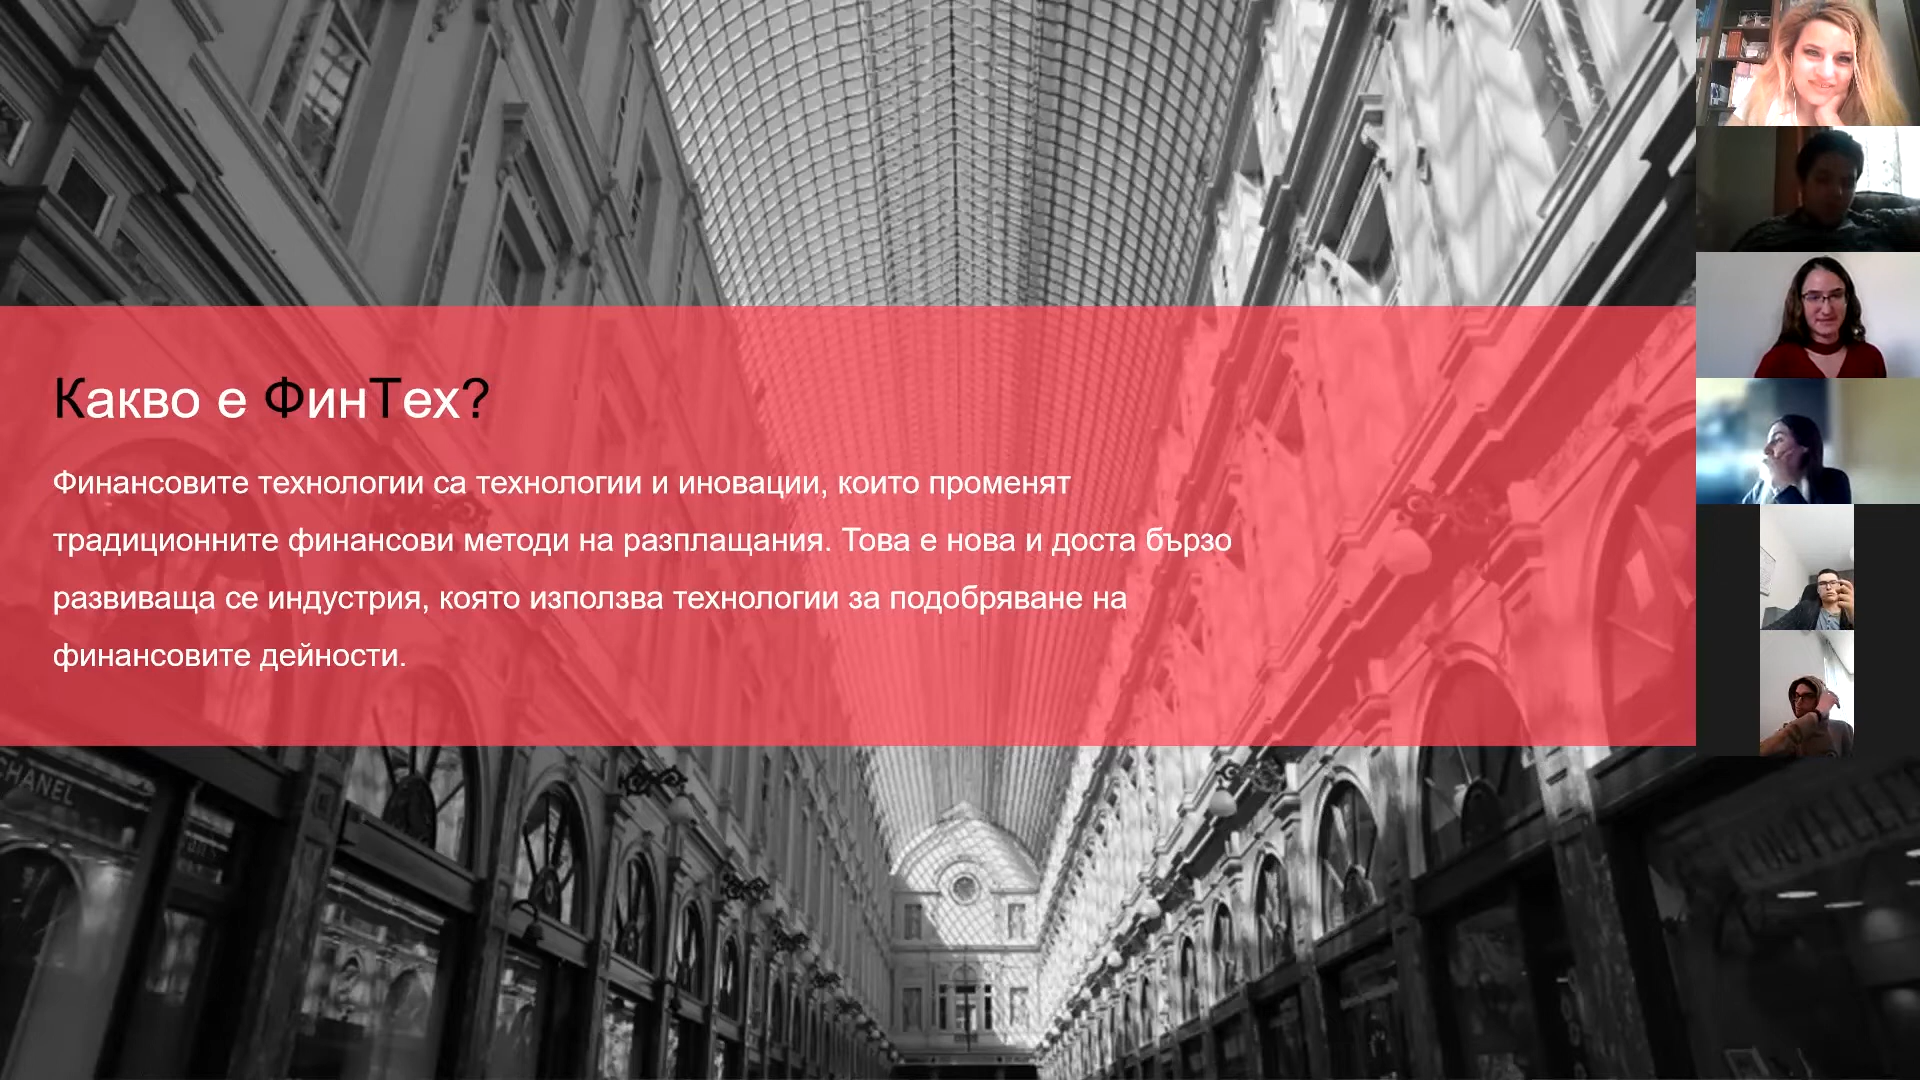 Какво е ФинТех?
Финансовите технологии са технологии и иновации, които променят
традиционните финансови методи на разплащания. Това е нова и доста бързо
развиваща се индустрия, която използва технологии за подобряване на
финансовите дейности.
CHANEL